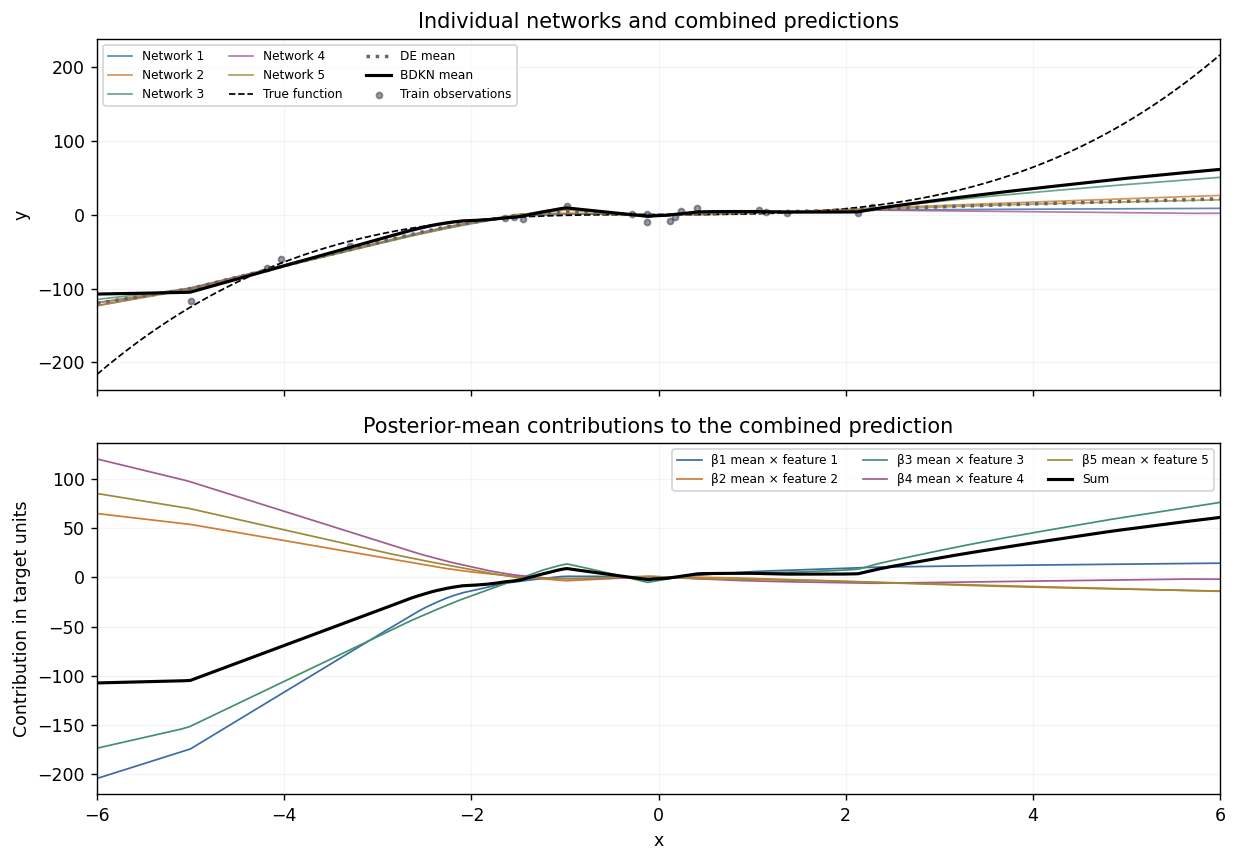 Individual networks and combined predictions
200
100
0
−100
−200
y
Network 1
Network 2
Network 3
Network 4
Network 5
True function
DE mean
BDKN mean
Train observations
Posterior-mean contributions to the combined prediction
100
50
0
−50
−100
−150
−200
Contribution in target units
β1 mean × feature 1
β2 mean × feature 2
β3 mean × feature 3
β4 mean × feature 4
β5 mean × feature 5
Sum
−6
−4
−2
0
2
4
6
x